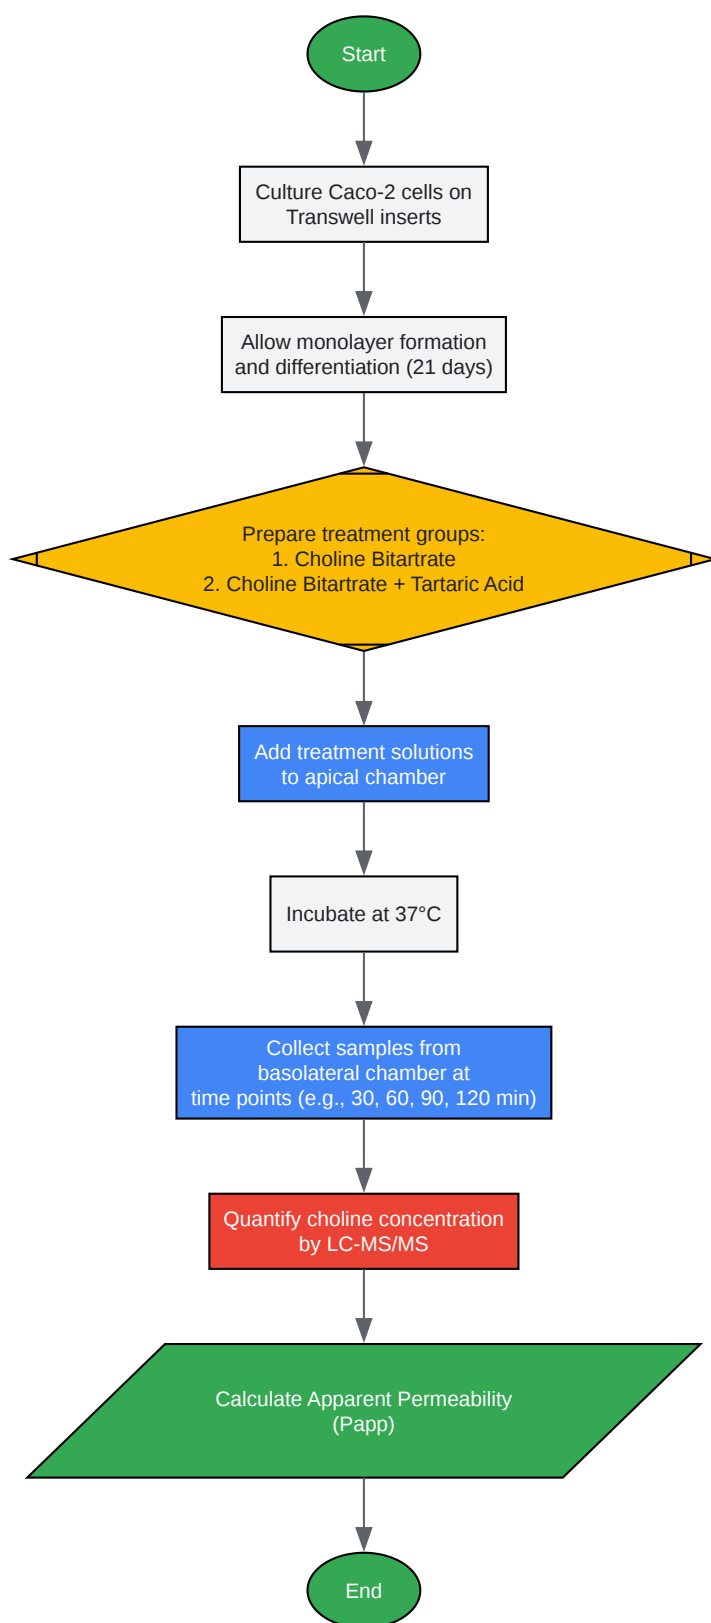 Start
Culture Caco-2 cells on
Transwell inserts
Allow monolayer formation
and differentiation (21 days)
Prepare treatment groups:
1. Choline Bitartrate
2. Choline Bitartrate + Tartaric Acid
Add treatment solutions
to apical chamber
Incubate at 37°C
Collect samples from
basolateral chamber at
time points (e.g., 30, 60, 90, 120 min)
Quantify choline concentration
by LC-MS/MS
Calculate Apparent Permeability
(Papp)
End